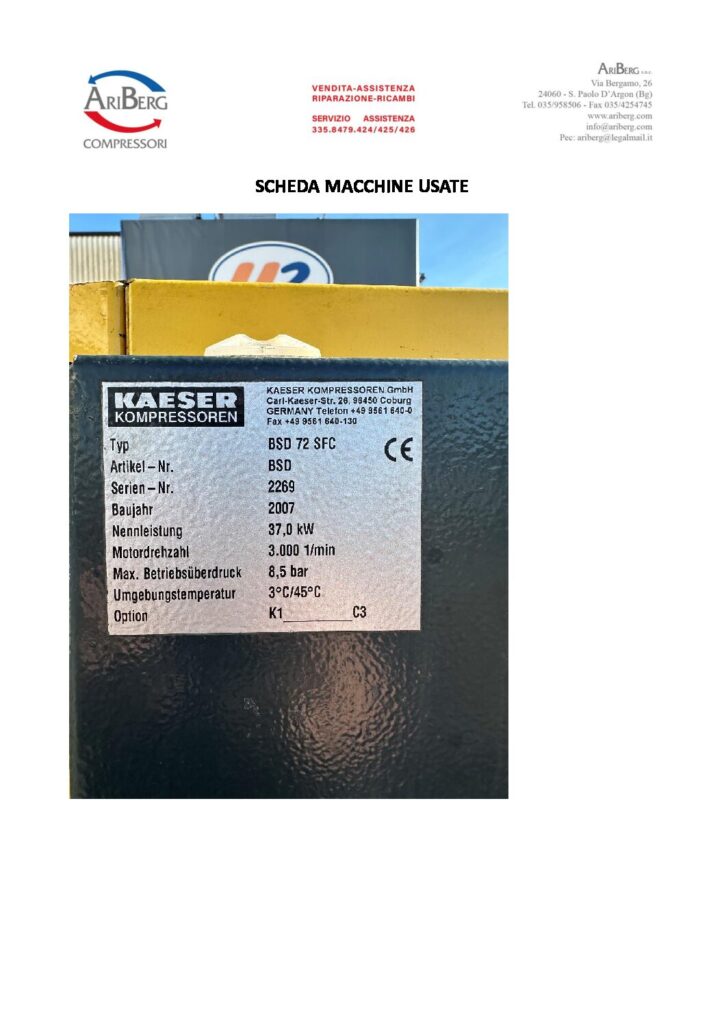 ARIBERG
COMPRESSORI
VENDITA-ASSISTENZA
RIPARAZIONE-RICAMBI
SERVIZIO ASSISTENZA
335.8479.424/425/426
ARIBERG s.n.c.
Via Bergamo, 26
24060 - S. Paolo D'Argon (Bg)
Tel. 035/958506 - Fax 035/4254745
www.ariberg.com
info@ariberg.com
Pec: ariberg@legalmail.it
SCHEDA MACCHINE USATE
KAESER
KOMPRESSOREN
KAESER KOMPRESSOREN GmbH
Carl-Kaeser-Str. 26, 96450 Coburg
GERMANY Telefon +49 9561 640-0
Fax +49 9561 640-130
CE
Typ BSD 72 SFC
Artikel-Nr. BSD
Serien-Nr. 2269
Baujahr 2007
Nennleistung 37,0 kW
Motordrehzahl 3.000 1/min
Max. Betriebsüberdruck 8,5 bar
Umgebungstemperatur 3°C/45°C
Option K1_________C3